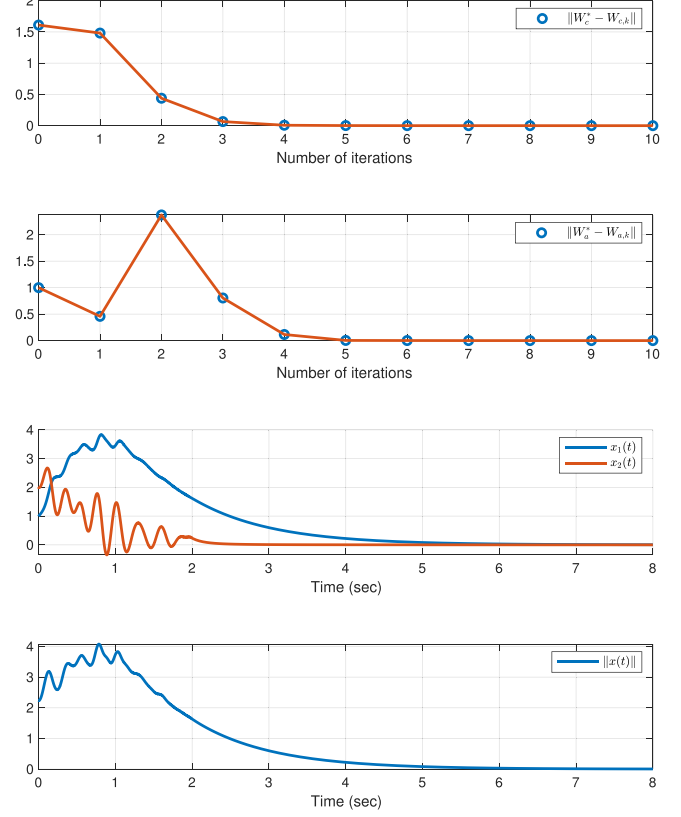 2
1.5
1
0.5
0
‖W*c − Wc,k‖
0 1 2 3 4 5 6 7 8 9 10
Number of iterations
2
1.5
1
0.5
0
‖W*a − Wa,k‖
0 1 2 3 4 5 6 7 8 9 10
Number of iterations
4
3
2
1
0
x1(t)
x2(t)
0 1 2 3 4 5 6 7 8
Time (sec)
4
3
2
1
0
‖x(t)‖
0 1 2 3 4 5 6 7 8
Time (sec)